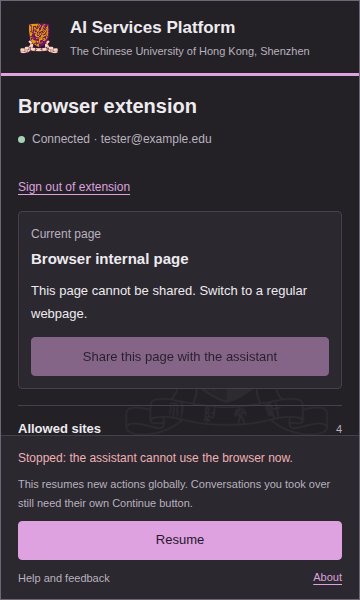 AI Services Platform
The Chinese University of Hong Kong, Shenzhen
Browser extension
Connected · tester@example.edu
Sign out of extension
Current page
Browser internal page
This page cannot be shared. Switch to a regular
webpage.
Share this page with the assistant
Allowed sites 4
Stopped: the assistant cannot use the browser now.
This resumes new actions globally. Conversations you took over
still need their own Continue button.
Resume
Help and feedback About